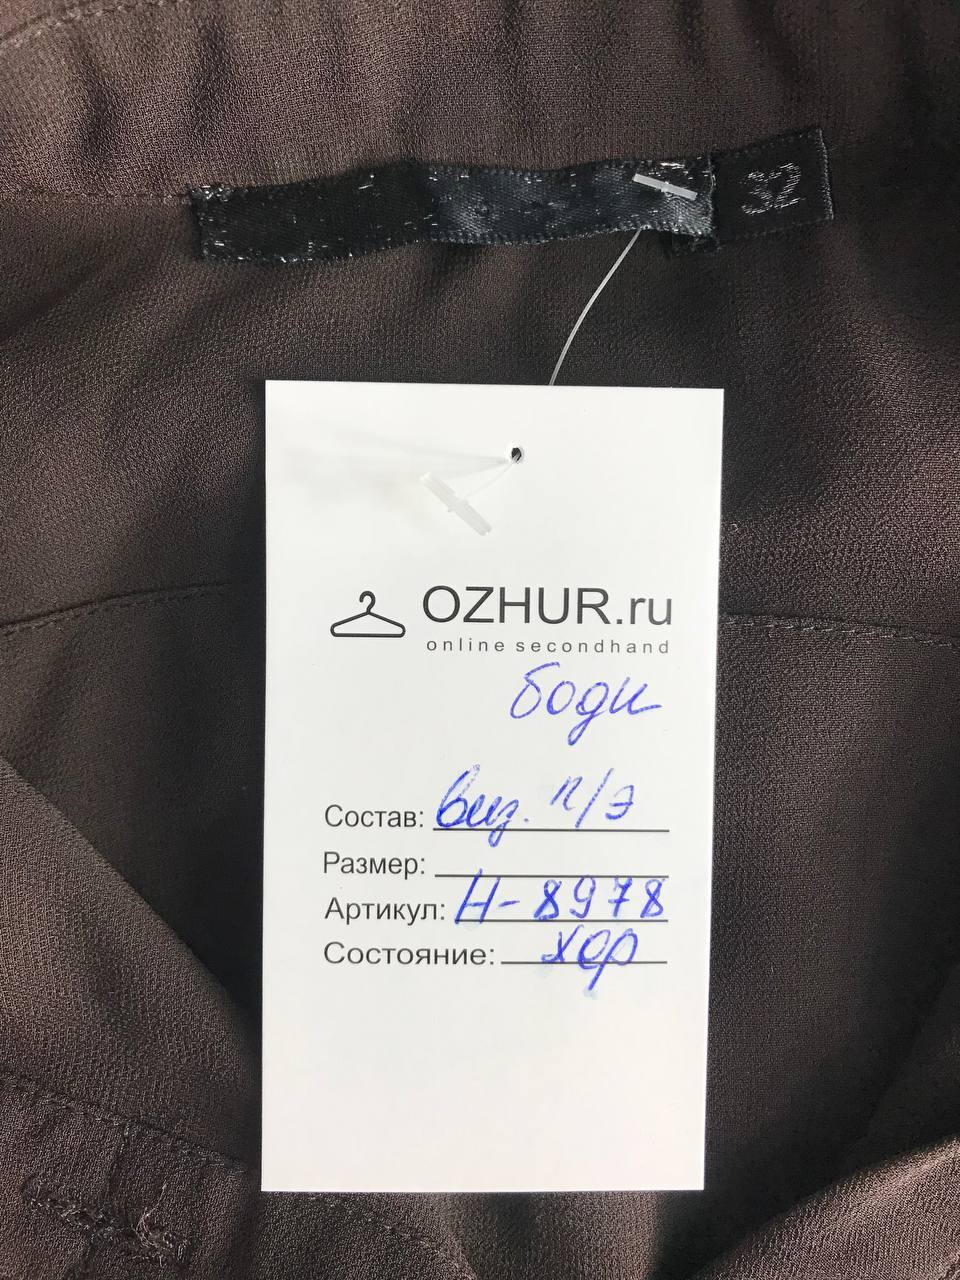 32
OZHUR.ru
online secondhand
боди
Состав: виз. п/э
Размер:
Артикул: Н-8978
Состояние: хор